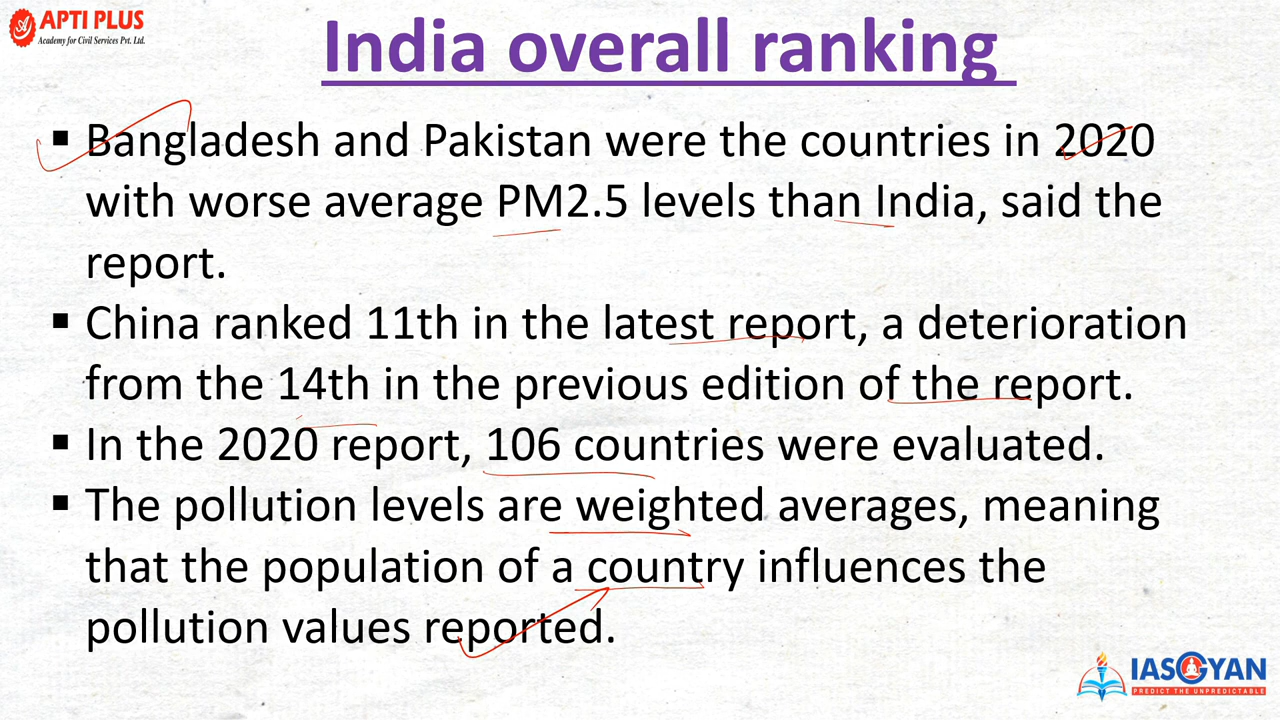 APTI PLUS
Academy for Civil Services Pvt. Ltd.
India overall ranking
▪ Bangladesh and Pakistan were the countries in 2020
with worse average PM2.5 levels than India, said the
report.
▪ China ranked 11th in the latest report, a deterioration
from the 14th in the previous edition of the report.
▪ In the 2020 report, 106 countries were evaluated.
▪ The pollution levels are weighted averages, meaning
that the population of a country influences the
pollution values reported.
IASGYAN
PREDICT THE UNPREDICTABLE